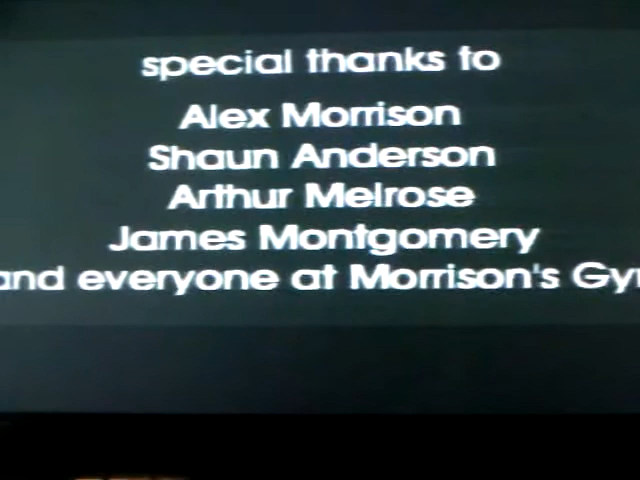 special thanks to
Alex Morrison
Shaun Anderson
Arthur Melrose
James Montgomery
and everyone at Morrison's